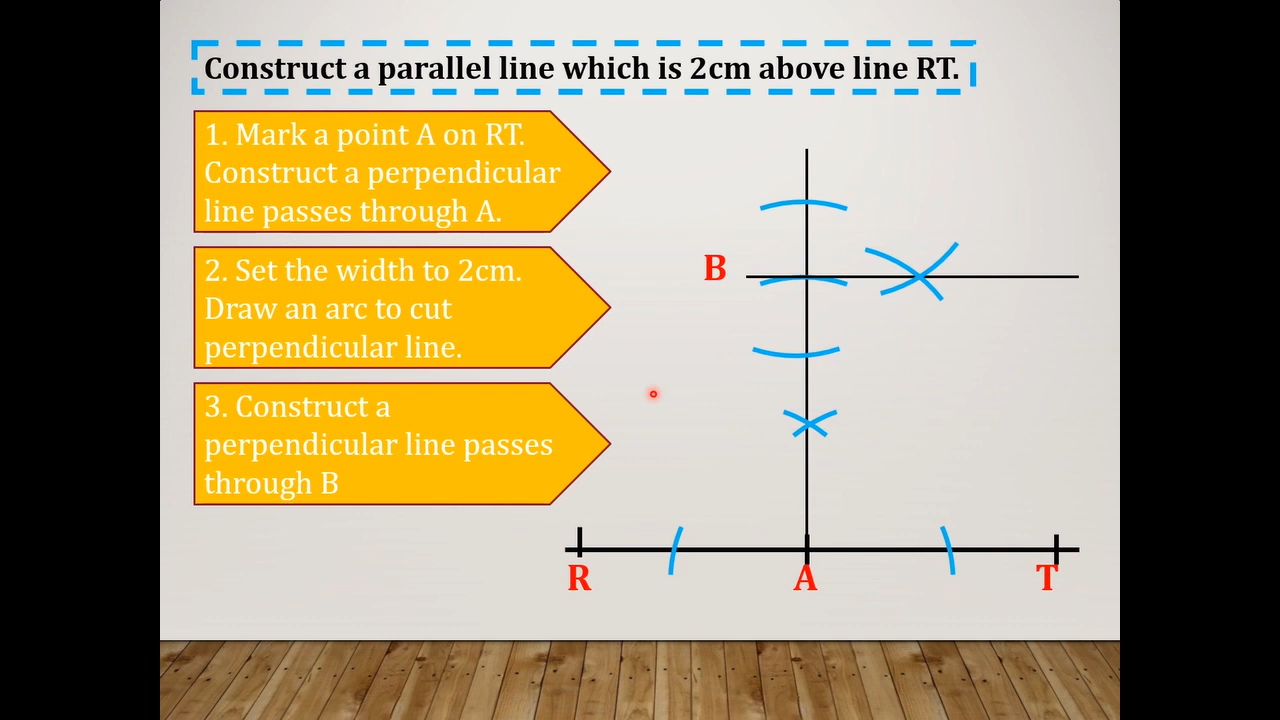 Construct a parallel line which is 2cm above line RT.
1. Mark a point A on RT.
Construct a perpendicular
line passes through A.
2. Set the width to 2cm.
Draw an arc to cut
perpendicular line.
3. Construct a
perpendicular line passes
through B
B
R
A
T